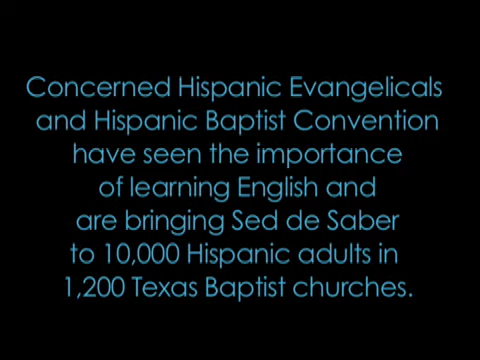 Concerned Hispanic Evangelicals
and Hispanic Baptist Convention
have seen the importance
of learning English and
are bringing Sed de Saber
to 10,000 Hispanic adults in
1,200 Texas Baptist churches.